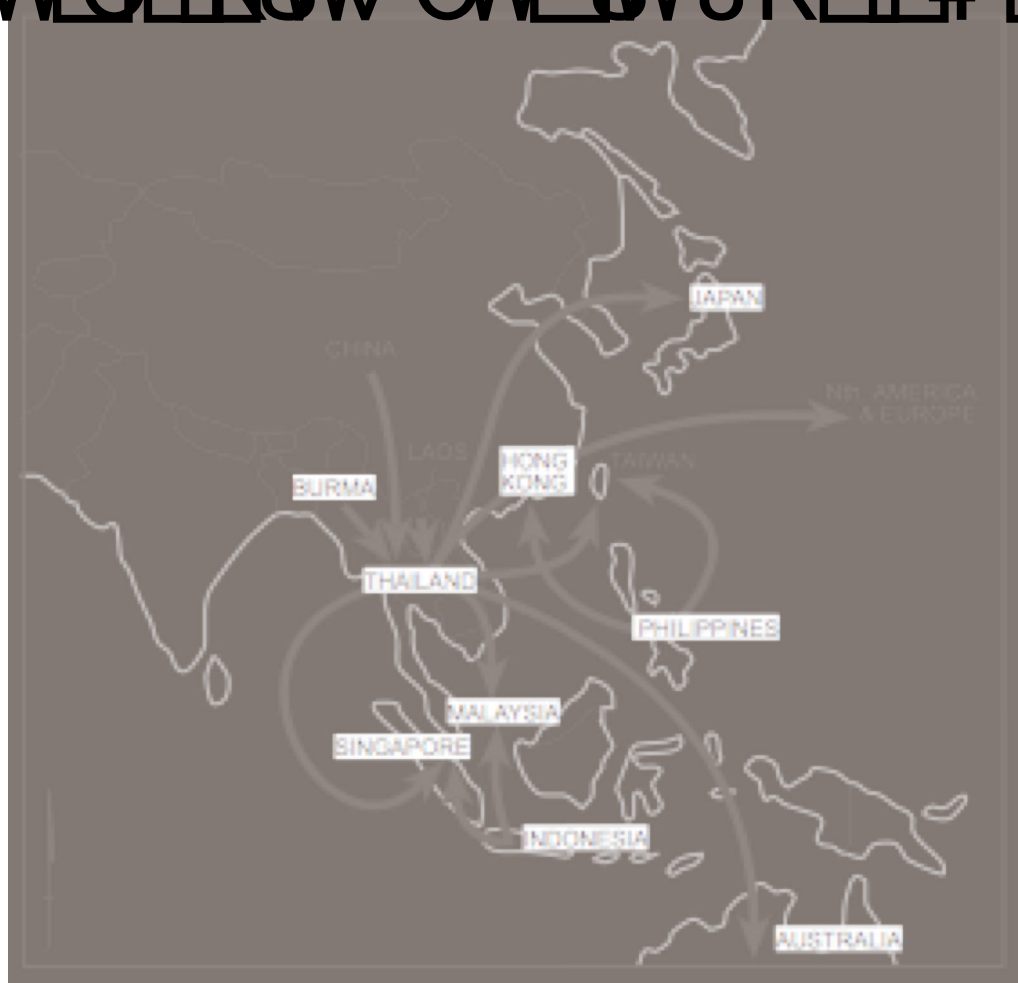 JAPAN
CHINA
Nth. AMERICA
& EUROPE
LAOS
HONG
KONG
TAIWAN
BURMA
THAILAND
PHILIPPINES
MALAYSIA
SINGAPORE
INDONESIA
AUSTRALIA